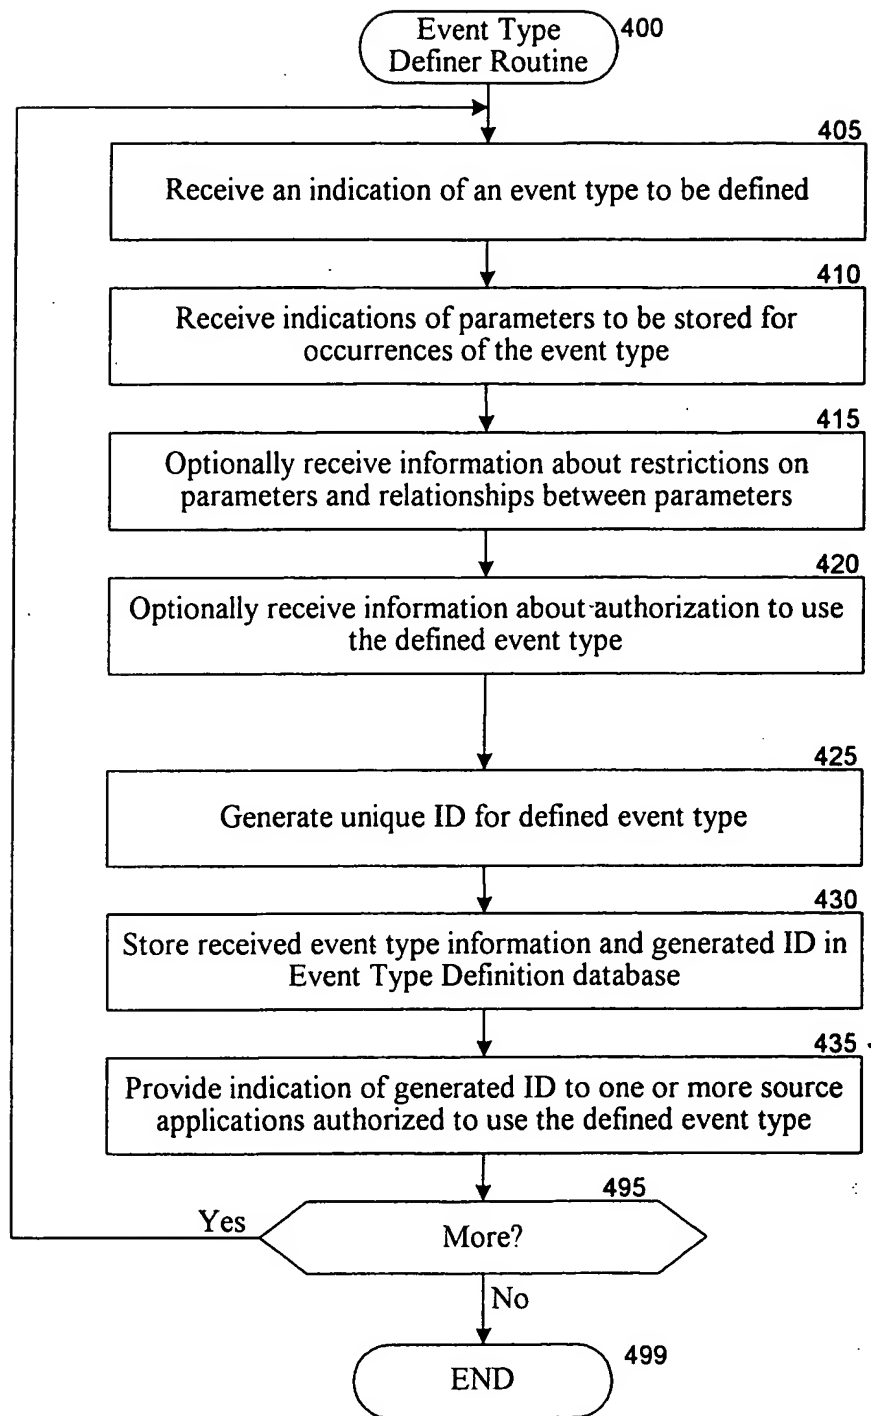 Event Type
Definer Routine
400
405
Receive an indication of an event type to be defined
410
Receive indications of parameters to be stored for
occurrences of the event type
415
Optionally receive information about restrictions on
parameters and relationships between parameters
420
Optionally receive information about authorization to use
the defined event type
425
Generate unique ID for defined event type
430
Store received event type information and generated ID in
Event Type Definition database
435
Provide indication of generated ID to one or more source
applications authorized to use the defined event type
495
Yes
More?
No
END
499